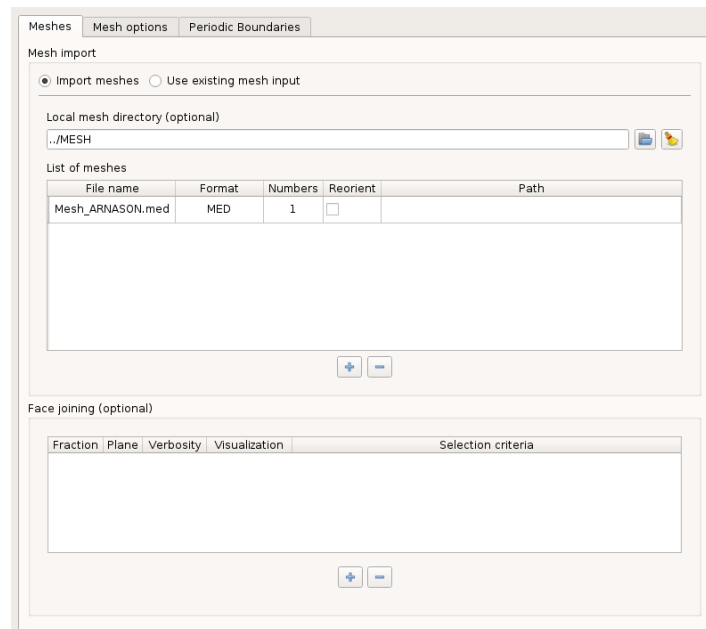 Meshes Mesh options Periodic Boundaries
Mesh import
Import meshes Use existing mesh input
Local mesh directory (optional)
../MESH
List of meshes
File name Format Numbers Reorient Path
Mesh_ARNASON.med MED 1
Face joining (optional)
Fraction Plane Verbosity Visualization Selection criteria